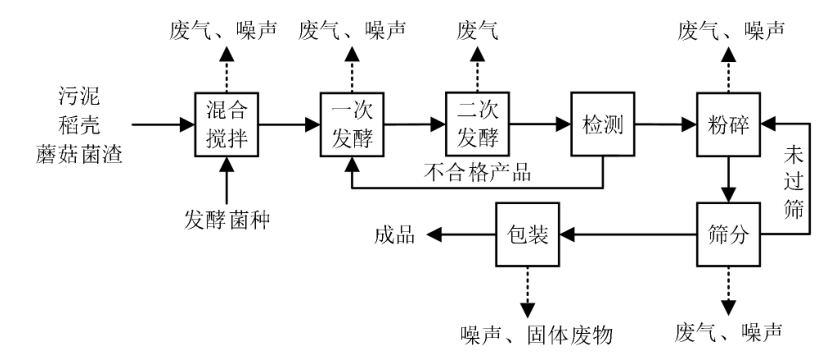 废气、噪声
废气、噪声
废气
废气、噪声
污泥
稻壳
蘑菇菌渣
混合
搅拌
一次
发酵
二次
发酵
检测
粉碎
不合格产品
未过筛
发酵菌种
成品
包装
筛分
噪声、固体废物
废气、噪声